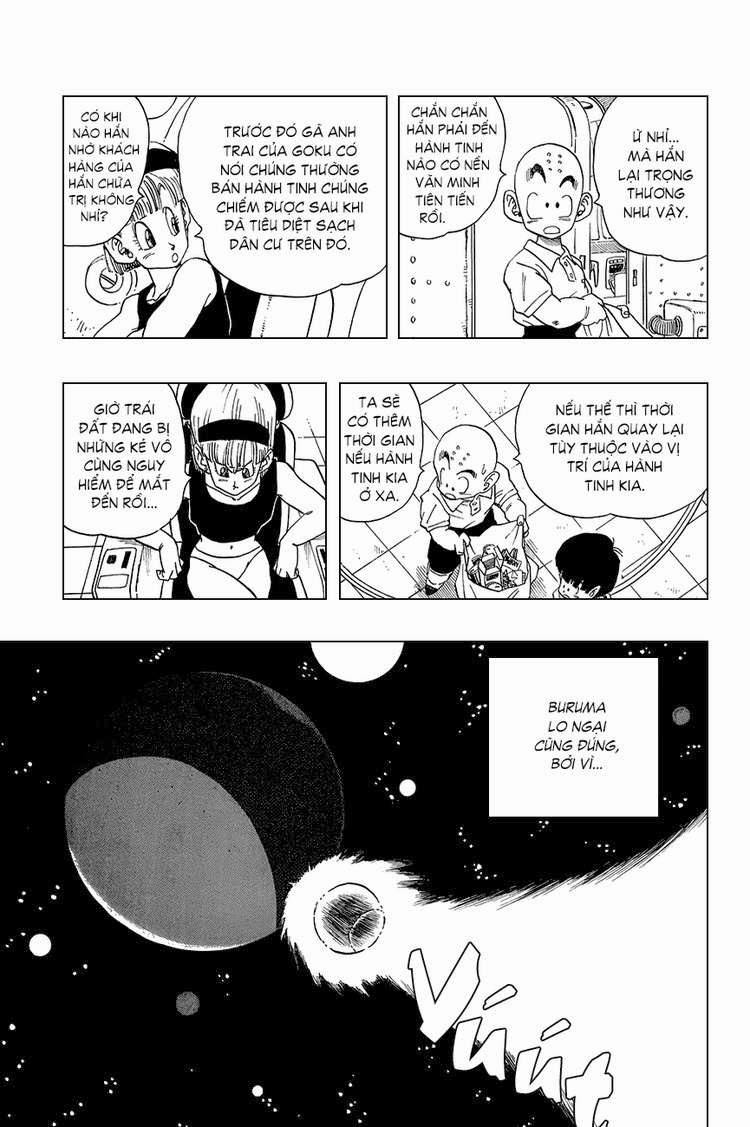 Ừ NHỈ...
MÀ HẮN
LẠI TRỌNG
THƯƠNG
NHƯ VẬY.
CHẮN CHẮN
HẮN PHẢI ĐẾN
HÀNH TINH
NÀO CÓ NỀN
VĂN MINH
TIÊN TIẾN
RỒI.
TRƯỚC ĐÓ GÃ ANH
TRAI CỦA GOKU CÓ
NÓI CHÚNG THƯỜNG
BÁN HÀNH TINH CHÚNG
CHIẾM ĐƯỢC SAU KHI
ĐÃ TIÊU DIỆT SẠCH
DÂN CƯ TRÊN ĐÓ.
CÓ KHI
NÀO HẮN
NHỜ KHÁCH
HÀNG CỦA
HẮN CHỮA
TRỊ KHÔNG
NHỈ?
NẾU THẾ THÌ THỜI
GIAN HẮN QUAY LẠI
TÙY THUỘC VÀO VỊ
TRÍ CỦA HÀNH
TINH KIA.
TA SẼ
CÓ THÊM
THỜI GIAN
NẾU HÀNH
TINH KIA
Ở XA.
GIỜ TRÁI
ĐẤT ĐANG BỊ
NHỮNG KẺ VÔ
CÙNG NGUY
HIỂM ĐỂ MẮT
ĐẾN RỒI...
BURUMA
LO NGẠI
CŨNG ĐÚNG,
BỞI VÌ...
VÚÚT